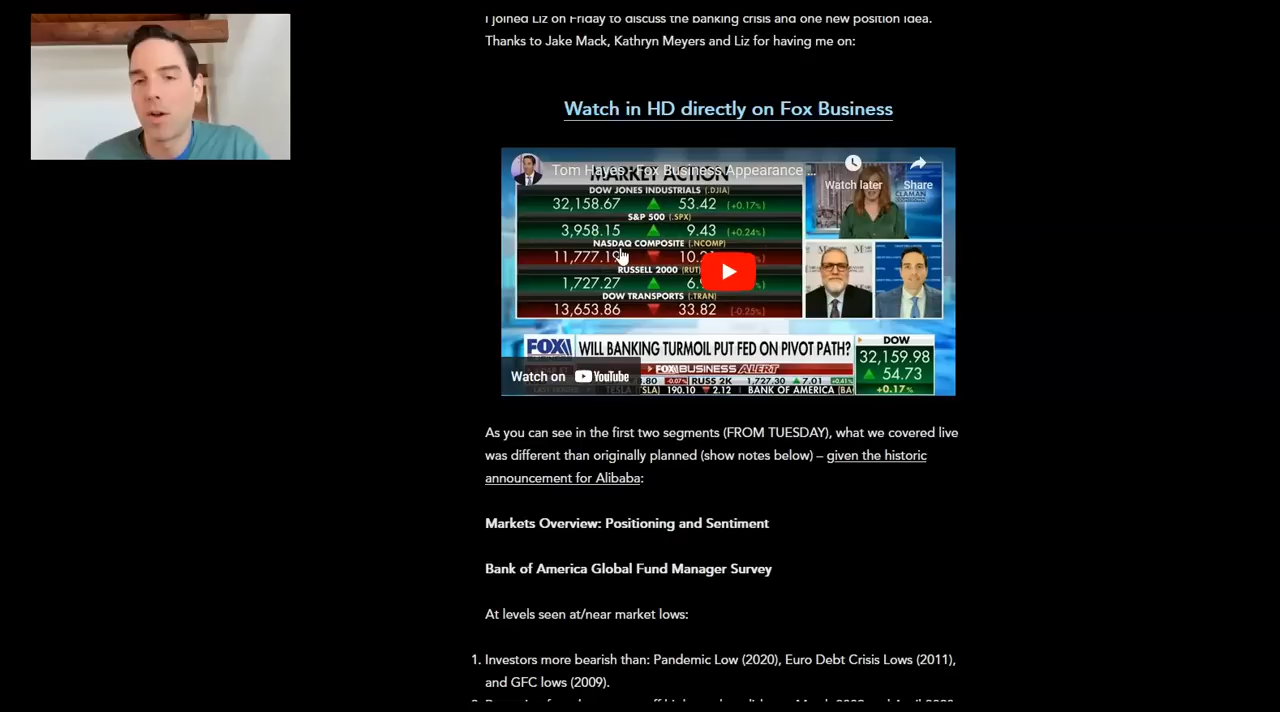 I joined Liz on Friday to discuss the banking crisis and one new position idea.
Thanks to Jake Mack, Kathryn Meyers and Liz for having me on:
Watch in HD directly on Fox Business
Tom Hayes - Fox Business Appearance ...
MARKET ACTION
Watch later
Share
DOW JONES INDUSTRIALS (.DJIA)
32,158.67 53.42 (+0.17%)
S&P 500 (.SPX)
3,958.15 9.43 (+0.24%)
NASDAQ COMPOSITE (.NCOMP)
11,777.19
RUSSELL 2000
1,727.27
DOW TRANSPORTS (.TRAN)
13,653.86 33.82 (-0.25%)
CLAMAN
FOX
WILL BANKING TURMOIL PUT FED ON PIVOT PATH?
FOX BUSINESS ALERT
DOW
32,159.98
54.73
+0.17%
Watch on YouTube
-0.07% RUSS 2K 1,727.30 7.01 +0.41%
190.10 2.12 BANK OF AMERICA
As you can see in the first two segments (FROM TUESDAY), what we covered live
was different than originally planned (show notes below) – given the historic
announcement for Alibaba:
Markets Overview: Positioning and Sentiment
Bank of America Global Fund Manager Survey
At levels seen at/near market lows:
1. Investors more bearish than: Pandemic Low (2020), Euro Debt Crisis Lows (2011),
and GFC lows (2009).